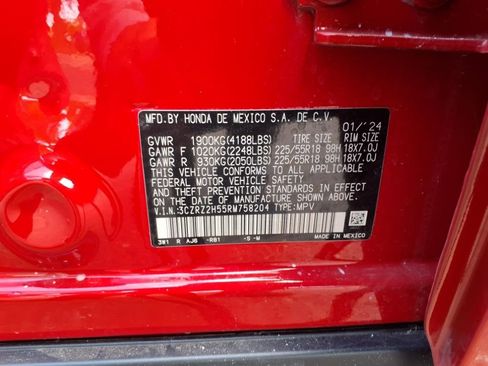 MFD.BY HONDA DE MEXICO S.A. DE C.V.
01/'24
TIRE SIZE RIM SIZE
GVWR 1900KG(4188LBS)
GAWR F 1020KG(2248LBS) 225/55R18 98H 18X7.0J
GAWR R 930KG(2050LBS) 225/55R18 98H 18X7.0J
THIS VEHICLE CONFORMS TO ALL APPLICABLE
FEDERAL MOTOR VEHICLE SAFETY
AND THEFT PREVENTION STANDARDS IN EFFECT
ON THE DATE OF MANUFACTURE SHOWN ABOVE.
V.I.N.:3CZRZ2H55RM758204 TYPE:MPV
3W1 R AJ6 -RB1 -S -M
MADE IN MEXICO